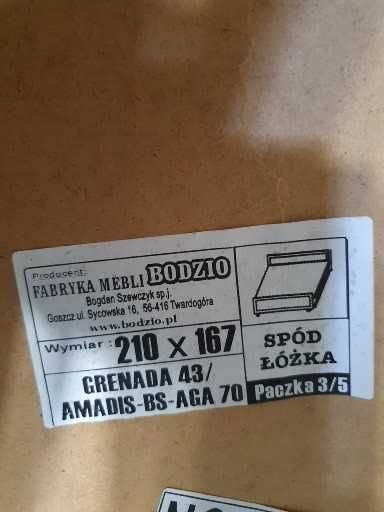 Producent:
FABRYKA MEBLI BODZIO
Bogdan Szewczyk sp.j.
Goszcz ul. Sycowska 16, 56-416 Twardogóra
www.bodzio.pl
Wymiar : 210 x 167
GRENADA 43/
AMADIS-BS-AGA 70
SPÓD
ŁÓŻKA
Paczka 3/5